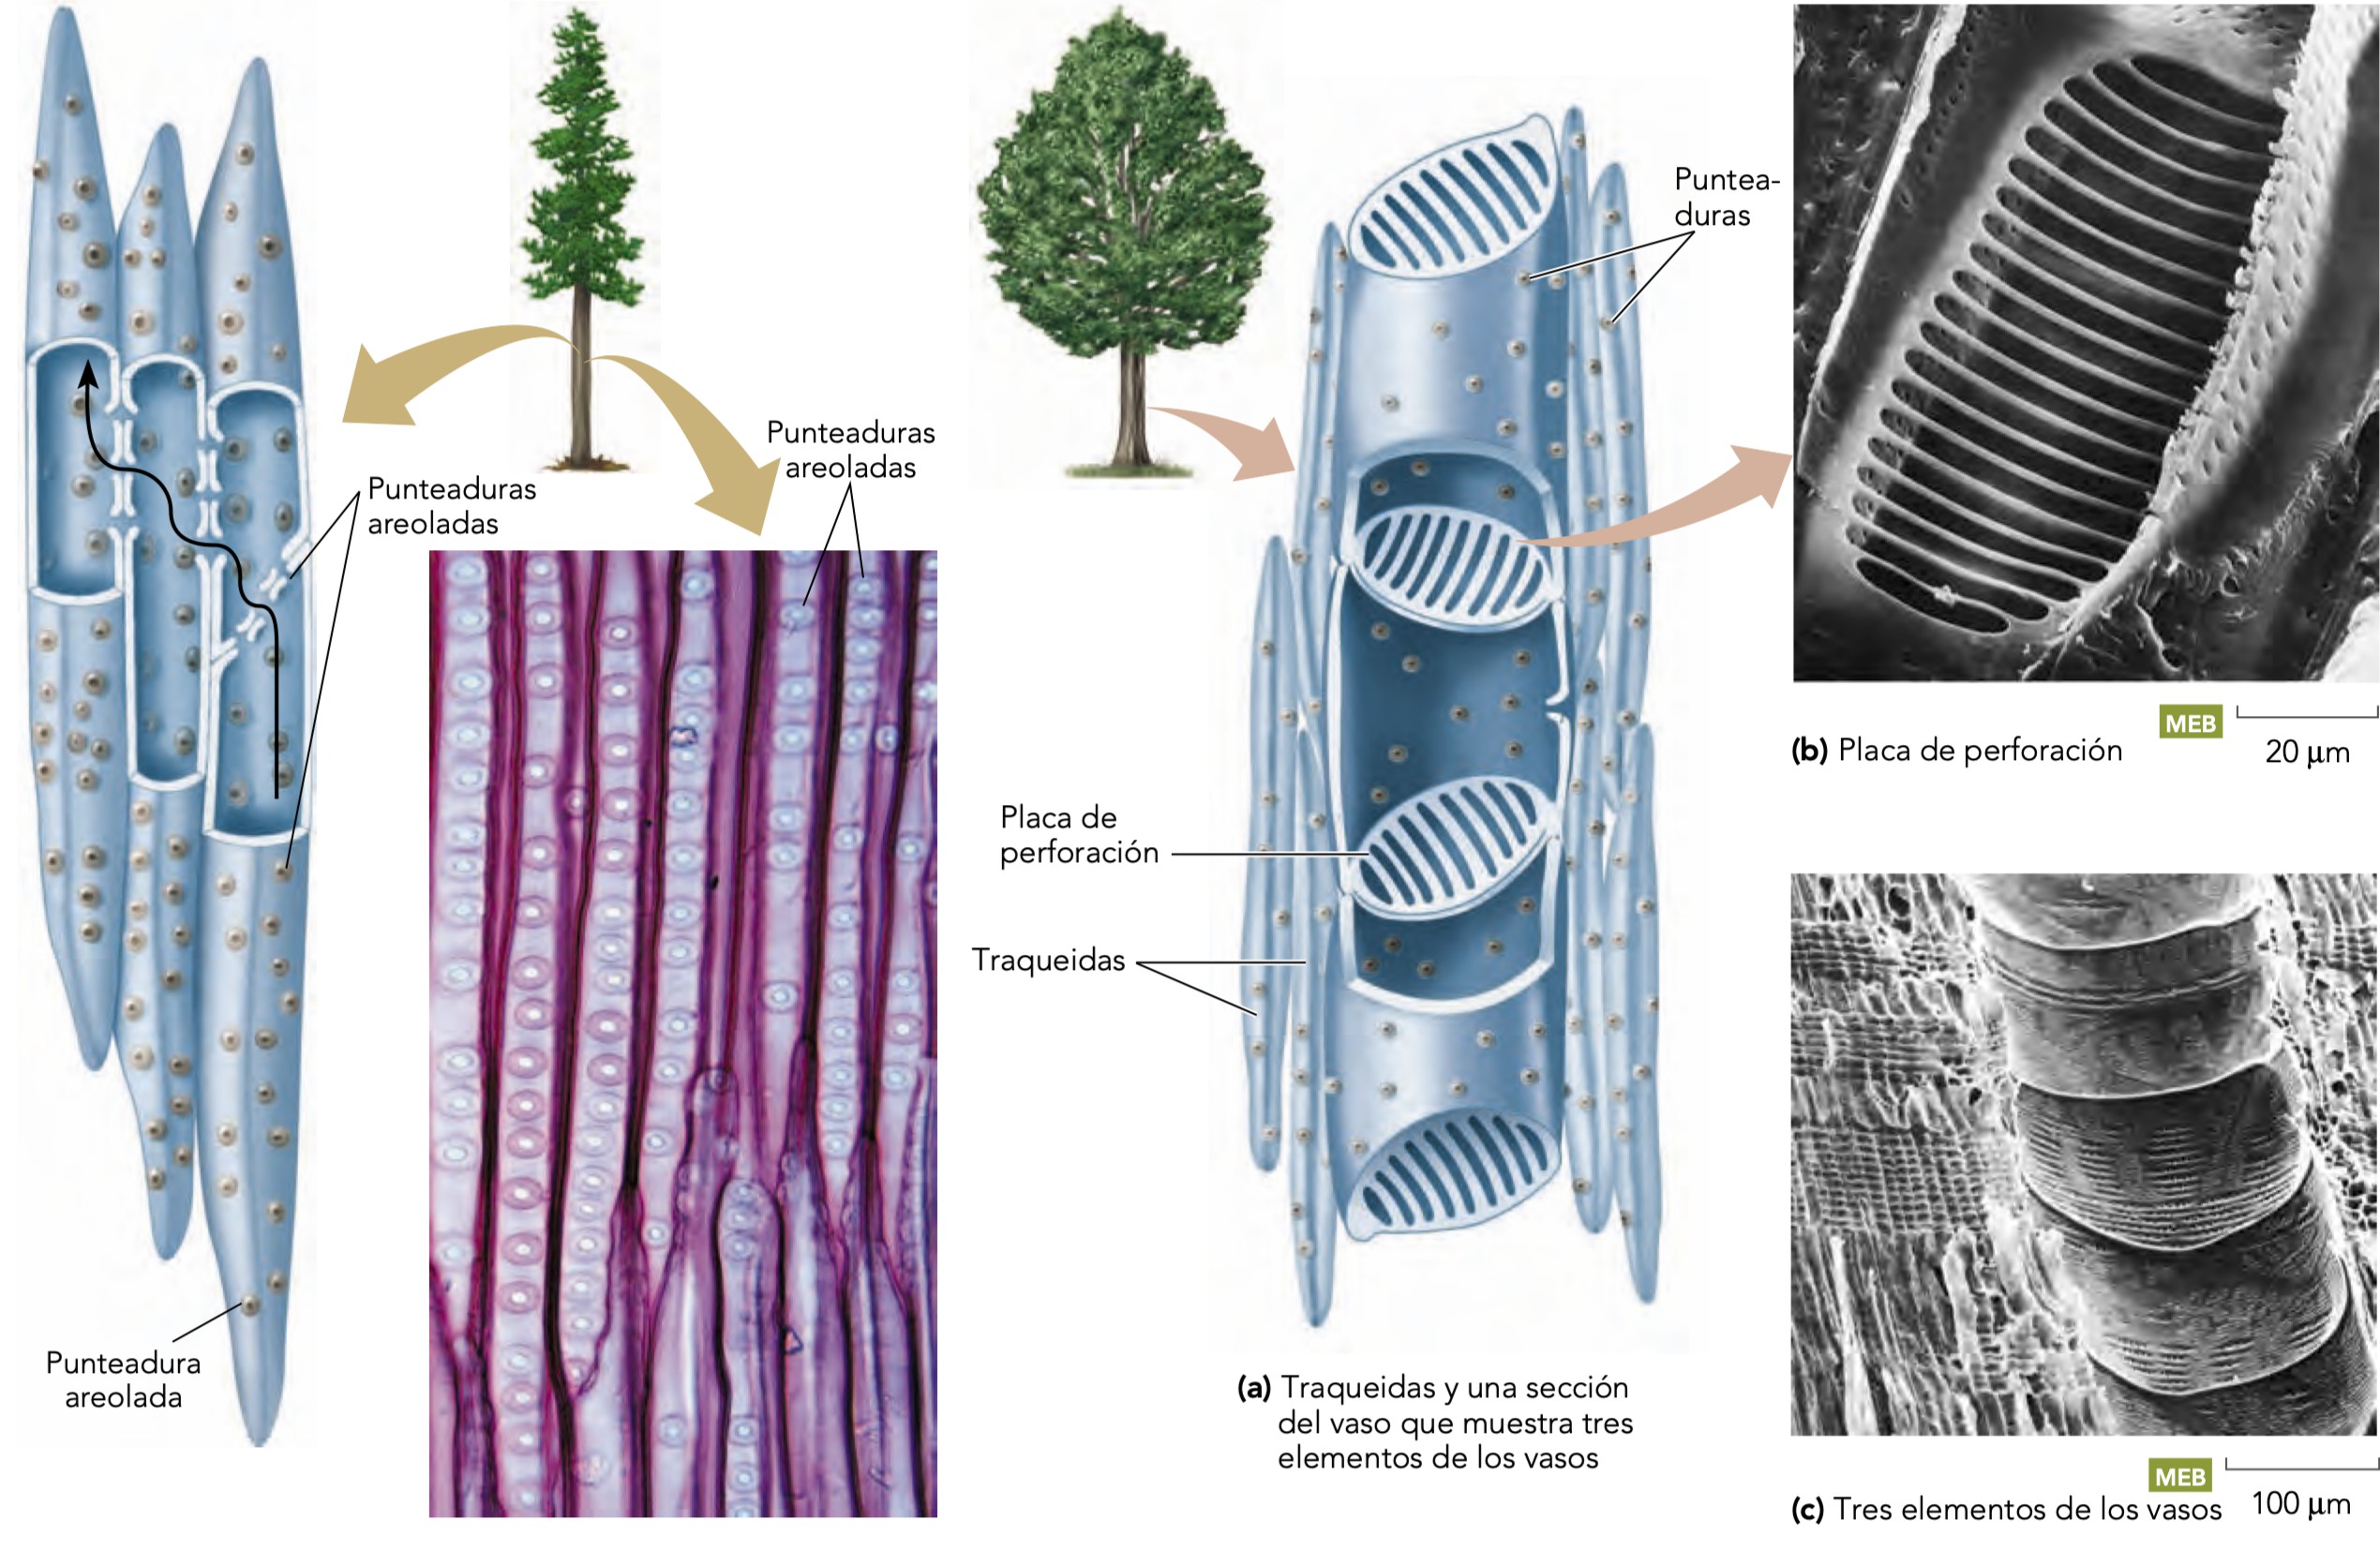 Punteaduras
areoladas
Punteadura
areolada
Punteaduras
areoladas
Puntea-
duras
Placa de
perforación
Traqueidas
(a) Traqueidas y una sección
del vaso que muestra tres
elementos de los vasos
MEB
20 μm
(b) Placa de perforación
MEB
100 μm
(c) Tres elementos de los vasos